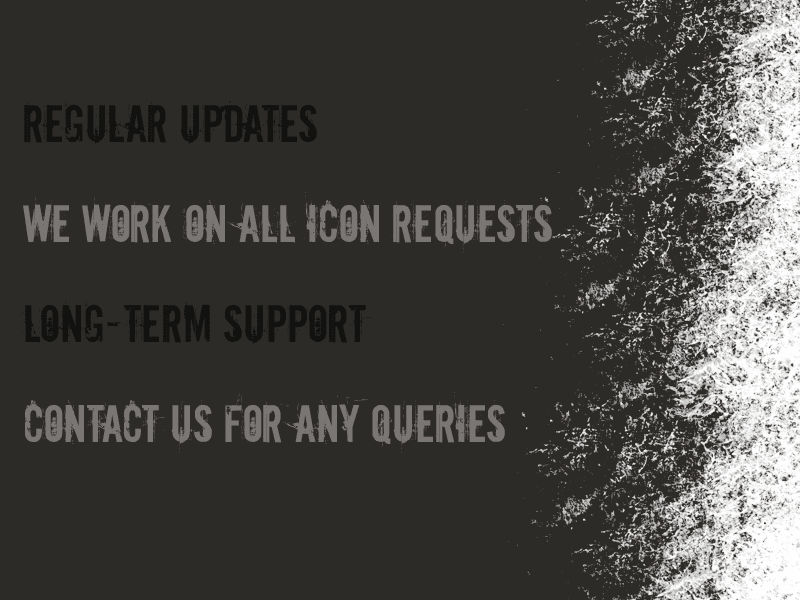 REGULAR UPDATES
WE WORK ON ALL ICON REQUESTS
LONG-TERM SUPPORT
CONTACT US FOR ANY QUERIES